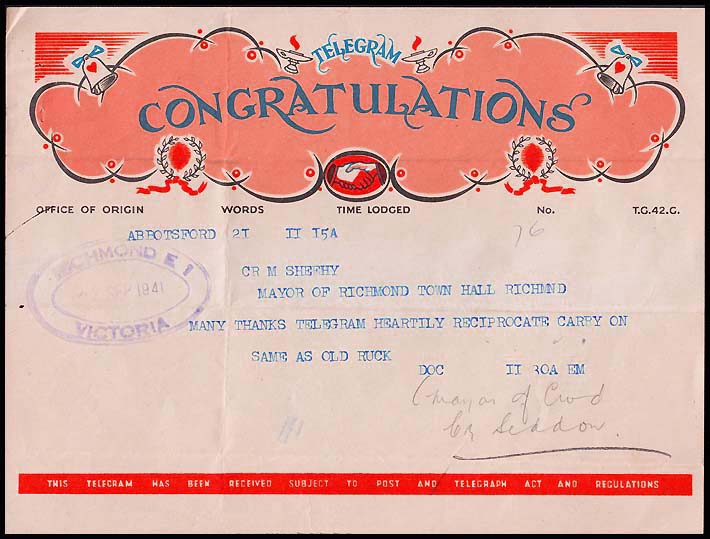 TELEGRAM
CONGRATULATIONS
OFFICE OF ORIGIN WORDS TIME LODGED No. T.G.42.G.
ABBOTSFORD 21 II I5A 76
CR M SHEEHY
RICHMOND E 1
MAYOR OF RICHMOND TOWN HALL RICHMND
1941
VICTORIA
MANY THANKS TELEGRAM HEARTILY RECIPROCATE CARRY ON
SAME AS OLD RUCK
DOC II 30A EM
(Mayor of Cwd
Cr Seddon.
THIS TELEGRAM HAS BEEN RECEIVED SUBJECT TO POST AND TELEGRAPH ACT AND REGULATIONS